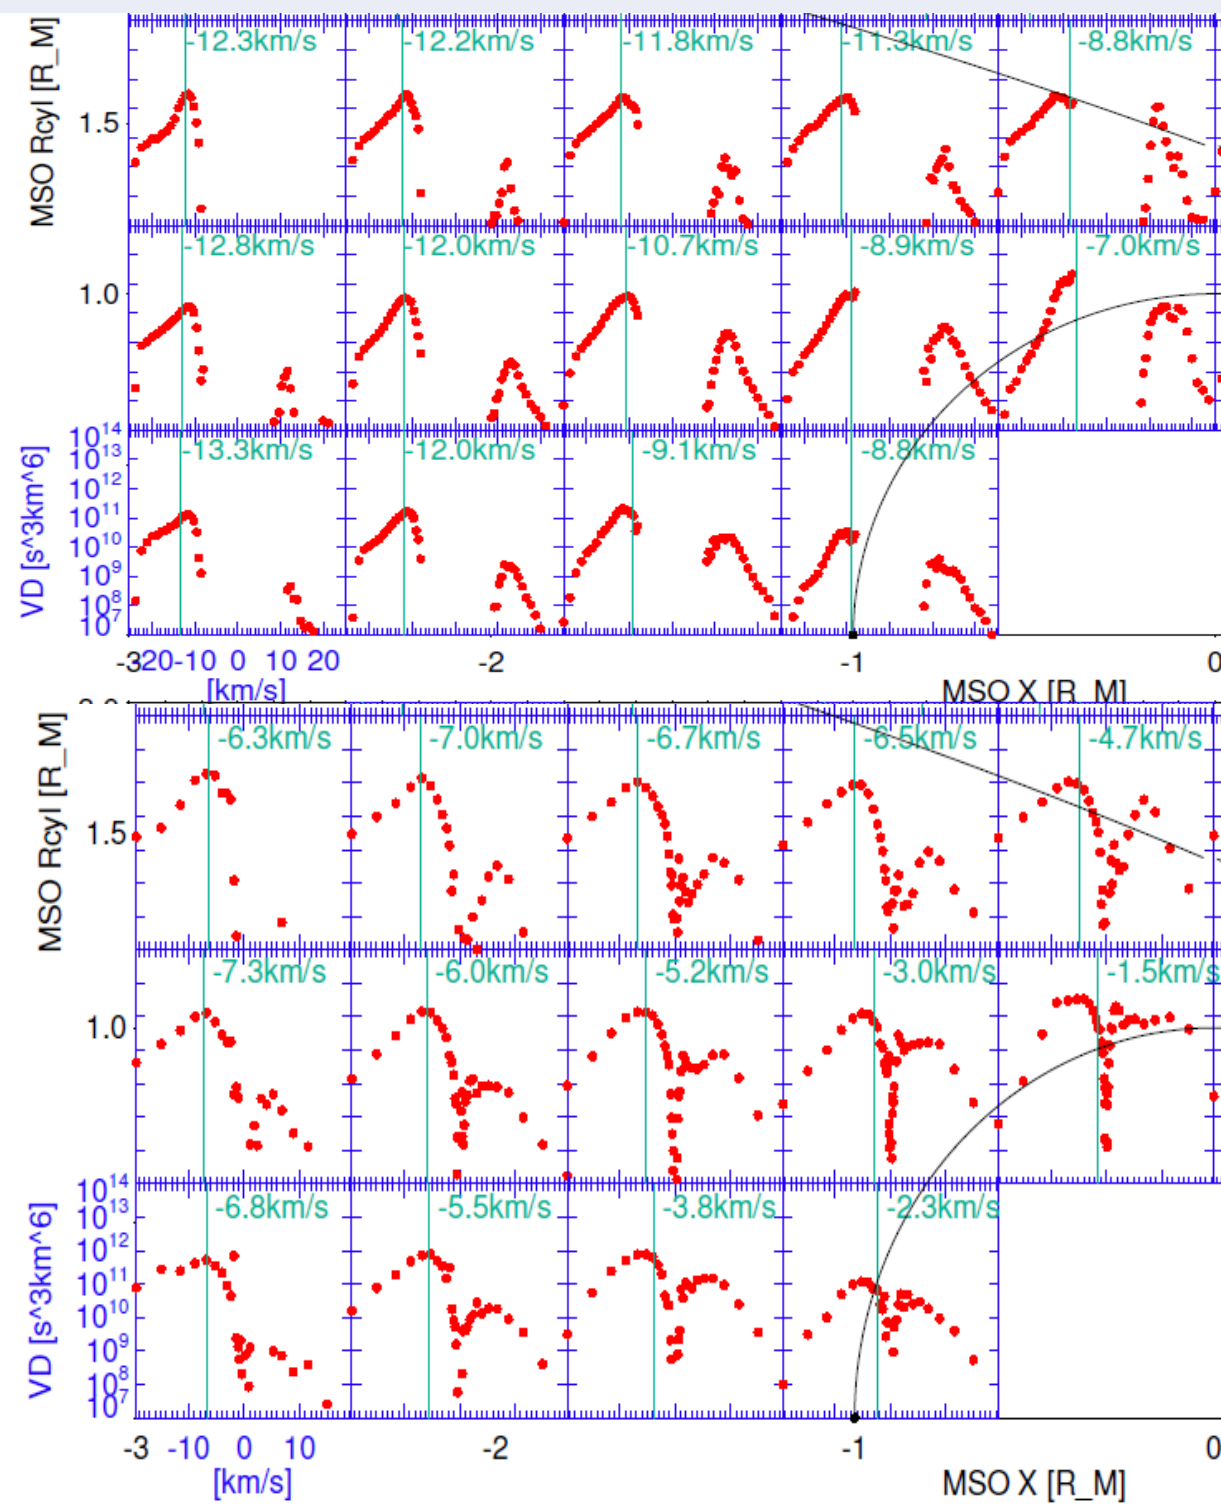 MSO Rcyl [R_M]
-12.3km/s -12.2km/s -11.8km/s -11.3km/s -8.8km/s
1.5
-12.8km/s -12.0km/s -10.7km/s -8.9km/s -7.0km/s
1.0
VD [s^3km^6]
10^14 -13.3km/s -12.0km/s -9.1km/s -8.8km/s
10^13
10^12
10^11
10^10
10^9
10^8
10^7
-3 20 -10 0 10 20 -2 -1 0
[km/s] MSO X [R_M]
MSO Rcyl [R_M]
-6.3km/s -7.0km/s -6.7km/s -6.5km/s -4.7km/s
1.5
-7.3km/s -6.0km/s -5.2km/s -3.0km/s -1.5km/s
1.0
VD [s^3km^6]
10^14 -6.8km/s -5.5km/s -3.8km/s -2.3km/s
10^13
10^12
10^11
10^10
10^9
10^8
10^7
-3 -10 0 10 -2 -1 0
[km/s] MSO X [R_M]